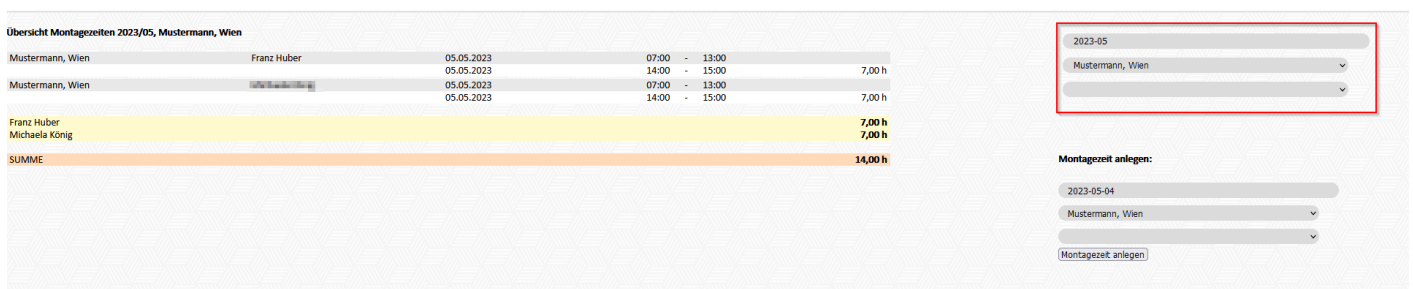 Übersicht Montagezeiten 2023/05, Mustermann, Wien
Mustermann, Wien Franz Huber 05.05.2023 07:00 - 13:00
05.05.2023 14:00 - 15:00 7,00 h
Mustermann, Wien 05.05.2023 07:00 - 13:00
05.05.2023 14:00 - 15:00 7,00 h
Franz Huber 7,00 h
Michaela König 7,00 h
SUMME 14,00 h
2023-05
Mustermann, Wien
Montagezeit anlegen:
2023-05-04
Mustermann, Wien
Montagezeit anlegen